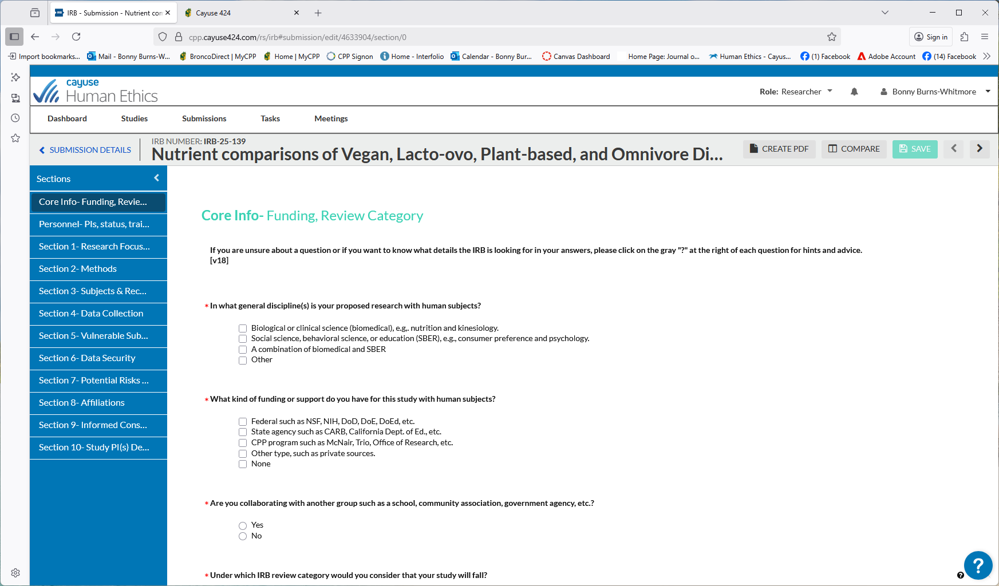 IRB - Submission - Nutrient con
Cayuse 424
cpp.cayuse424.com/rs/irb#submission/edit/4633904/section/0
Sign in
Import bookmarks...
Mail - Bonny Burns-W...
BroncoDirect | MyCPP
Home | MyCPP
CPP Signon
Home - Interfolio
Calendar - Bonny Bur...
Canvas Dashboard
Home Page: Journal o...
Human Ethics - Cayus...
(1) Facebook
Adobe Account
(14) Facebook
cayuse
Human Ethics
Role: Researcher
Bonny Burns-Whitmore
Dashboard
Studies
Submissions
Tasks
Meetings
SUBMISSION DETAILS
IRB NUMBER: IRB-25-139
Nutrient comparisons of Vegan, Lacto-ovo, Plant-based, and Omnivore Di...
CREATE PDF
COMPARE
SAVE
Sections
Core Info- Funding, Revie...
Personnel- PIs, status, trai...
Section 1- Research Focus...
Section 2- Methods
Section 3- Subjects & Rec...
Section 4- Data Collection
Section 5- Vulnerable Sub...
Section 6- Data Security
Section 7- Potential Risks ...
Section 8- Affiliations
Section 9- Informed Cons...
Section 10- Study PI(s) De...
Core Info- Funding, Review Category
If you are unsure about a question or if you want to know what details the IRB is looking for in your answers, please click on the gray "?" at the right of each question for hints and advice.
[v18]
* In what general discipline(s) is your proposed research with human subjects?
Biological or clinical science (biomedical), e.g,. nutrition and kinesiology.
Social science, behavioral science, or education (SBER), e.g., consumer preference and psychology.
A combination of biomedical and SBER
Other
* What kind of funding or support do you have for this study with human subjects?
Federal such as NSF, NIH, DoD, DoE, DoEd, etc.
State agency such as CARB, California Dept. of Ed., etc.
CPP program such as McNair, Trio, Office of Research, etc.
Other type, such as private sources.
None
* Are you collaborating with another group such as a school, community association, government agency, etc.?
Yes
No
* Under which IRB review category would you consider that your study will fall?
?
?